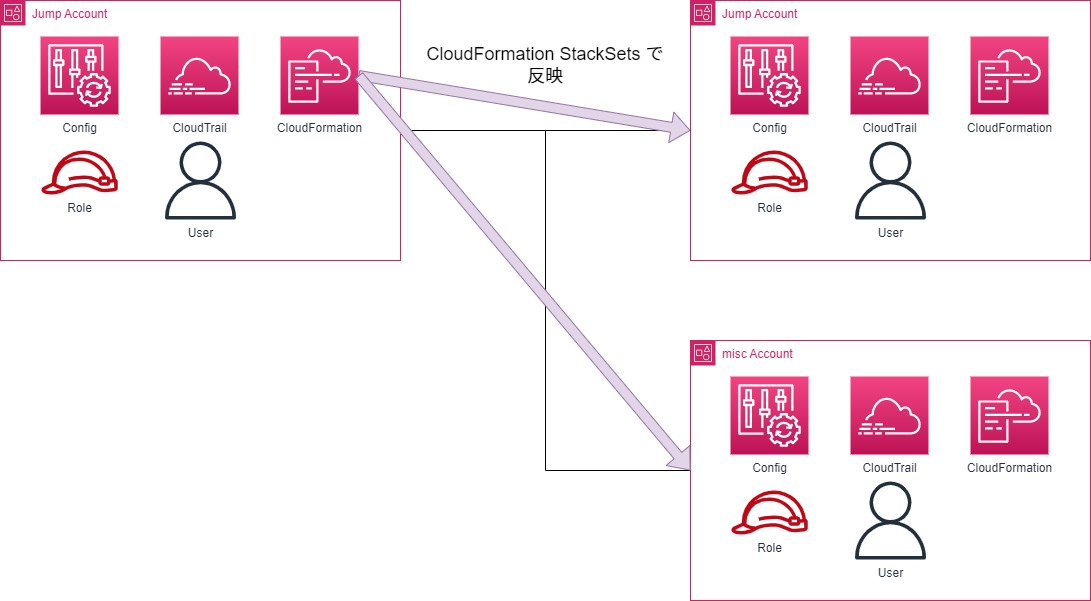 Jump Account
Config
CloudTrail
CloudFormation
Role
User
CloudFormation StackSets で
反映
Jump Account
Config
CloudTrail
CloudFormation
Role
User
misc Account
Config
CloudTrail
CloudFormation
Role
User